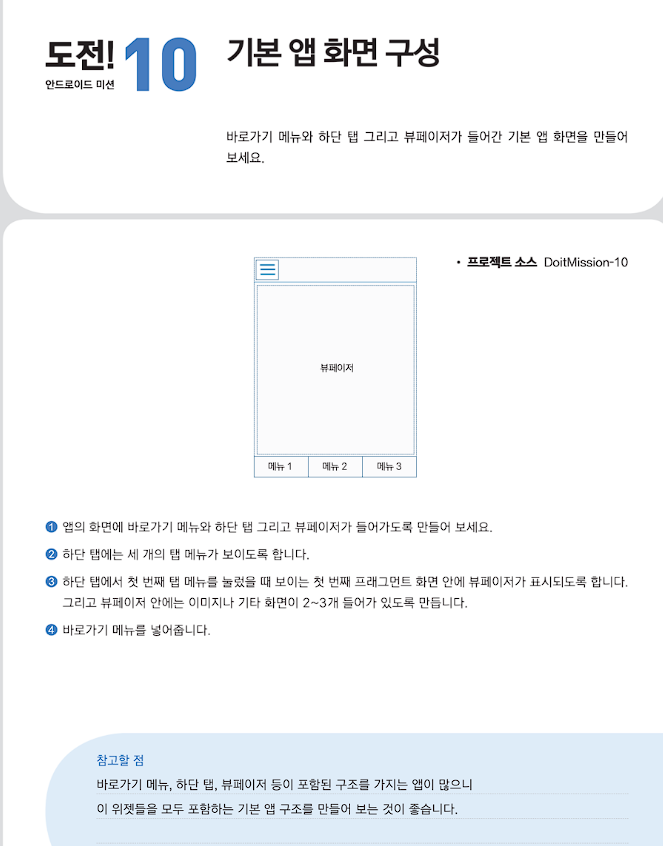 도전! 10
안드로이드 미션
기본 앱 화면 구성
바로가기 메뉴와 하단 탭 그리고 뷰페이저가 들어간 기본 앱 화면을 만들어
보세요.
• 프로젝트 소스 DoitMission-10
뷰페이저
메뉴 1 메뉴 2 메뉴 3
1 앱의 화면에 바로가기 메뉴와 하단 탭 그리고 뷰페이저가 들어가도록 만들어 보세요.
2 하단 탭에는 세 개의 탭 메뉴가 보이도록 합니다.
3 하단 탭에서 첫 번째 탭 메뉴를 눌렀을 때 보이는 첫 번째 프래그먼트 화면 안에 뷰페이저가 표시되도록 합니다.
그리고 뷰페이저 안에는 이미지나 기타 화면이 2~3개 들어가 있도록 만듭니다.
4 바로가기 메뉴를 넣어줍니다.
참고할 점
바로가기 메뉴, 하단 탭, 뷰페이저 등이 포함된 구조를 가지는 앱이 많으니
이 위젯들을 모두 포함하는 기본 앱 구조를 만들어 보는 것이 좋습니다.